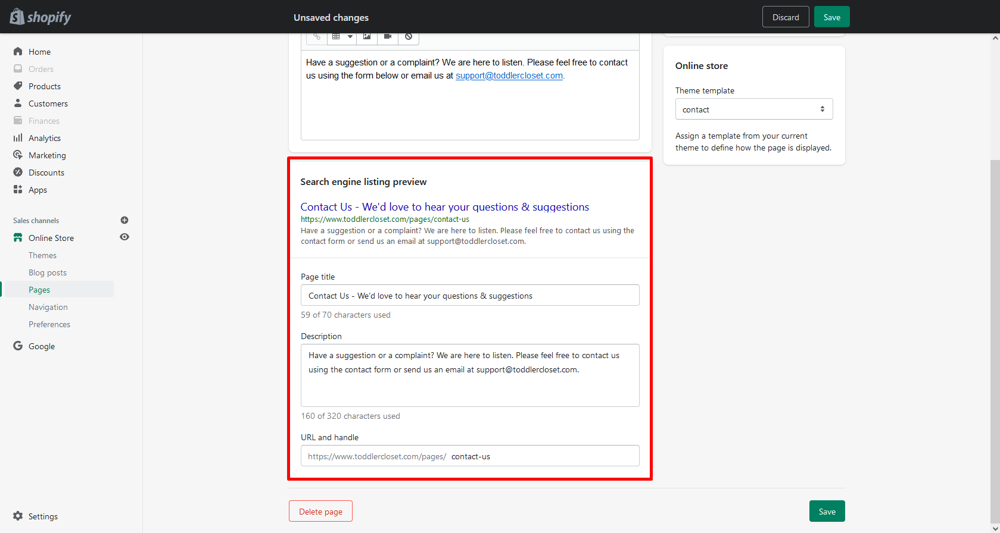 shopify
Unsaved changes
Discard
Save
Home
Orders
Products
Customers
Finances
Analytics
Marketing
Discounts
Apps
Sales channels
Online Store
Themes
Blog posts
Pages
Navigation
Preferences
Google
Settings
Have a suggestion or a complaint? We are here to listen. Please feel free to contact
us using the form below or email us at support@toddlercloset.com.
Search engine listing preview
Contact Us - We'd love to hear your questions & suggestions
https://www.toddlercloset.com/pages/contact-us
Have a suggestion or a complaint? We are here to listen. Please feel free to contact us using the
contact form or send us an email at support@toddlercloset.com.
Page title
Contact Us - We'd love to hear your questions & suggestions
59 of 70 characters used
Description
Have a suggestion or a complaint? We are here to listen. Please feel free to contact us
using the contact form or send us an email at support@toddlercloset.com.
160 of 320 characters used
URL and handle
https://www.toddlercloset.com/pages/ contact-us
Delete page
Save
Online store
Theme template
contact
Assign a template from your current
theme to define how the page is displayed.